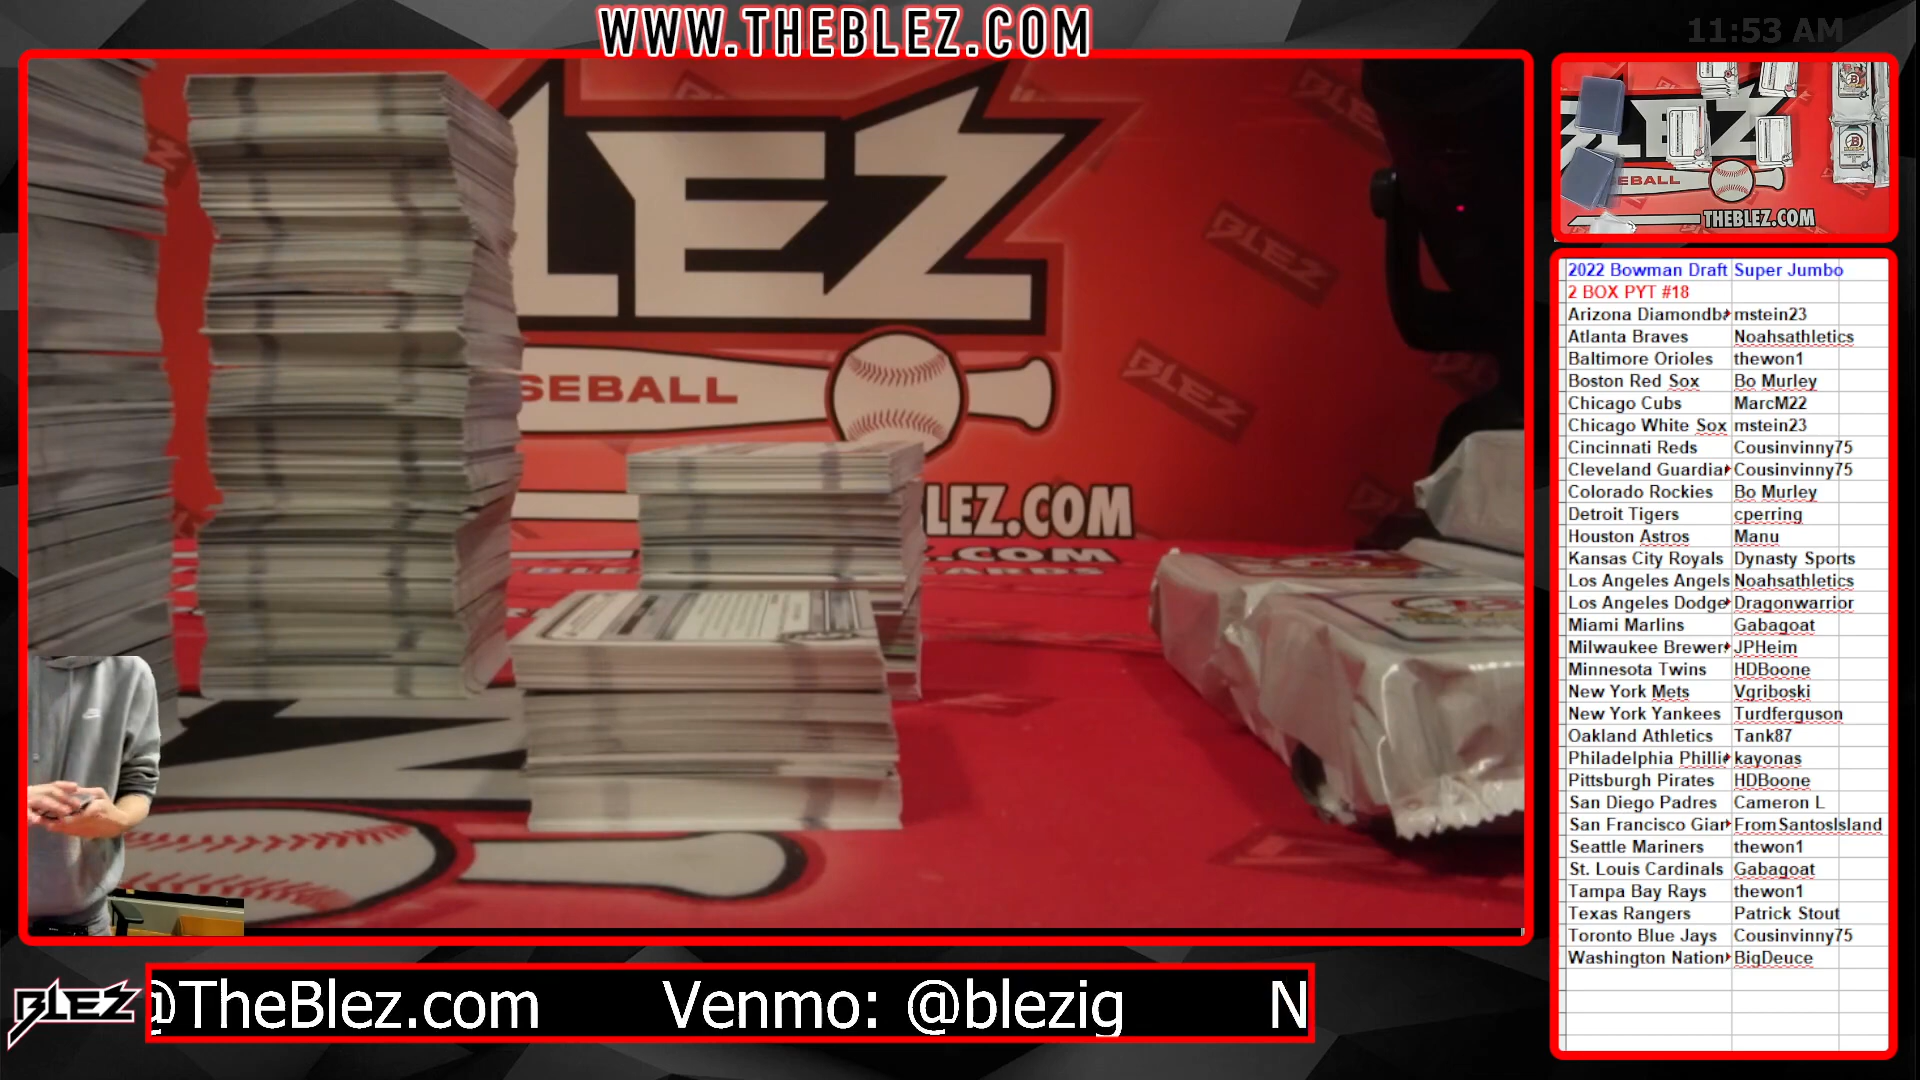 WWW.THEBLEZ.COM
11:53 AM
LEZ
SEBALL
LEZ.COM
BLEZ
BLEZ
EBALL
THEBLEZ.COM
2022 Bowman Draft Super Jumbo
2 BOX PYT #18
Arizona Diamondba mstein23
Atlanta Braves Noahsathletics
Baltimore Orioles thewon1
Boston Red Sox Bo Murley
Chicago Cubs MarcM22
Chicago White Sox mstein23
Cincinnati Reds Cousinvinny75
Cleveland Guardia Cousinvinny75
Colorado Rockies Bo Murley
Detroit Tigers cperring
Houston Astros Manu
Kansas City Royals Dynasty Sports
Los Angeles Angels Noahsathletics
Los Angeles Dodge Dragonwarrior
Miami Marlins Gabagoat
Milwaukee Brewer JPHeim
Minnesota Twins HDBoone
New York Mets Vgriboski
New York Yankees Turdferguson
Oakland Athletics Tank87
Philadelphia Philli kayonas
Pittsburgh Pirates HDBoone
San Diego Padres Cameron L
San Francisco Giar FromSantosIsland
Seattle Mariners thewon1
St. Louis Cardinals Gabagoat
Tampa Bay Rays thewon1
Texas Rangers Patrick Stout
Toronto Blue Jays Cousinvinny75
Washington Nation BigDeuce
BLEZ
@TheBlez.com Venmo: @blezig N